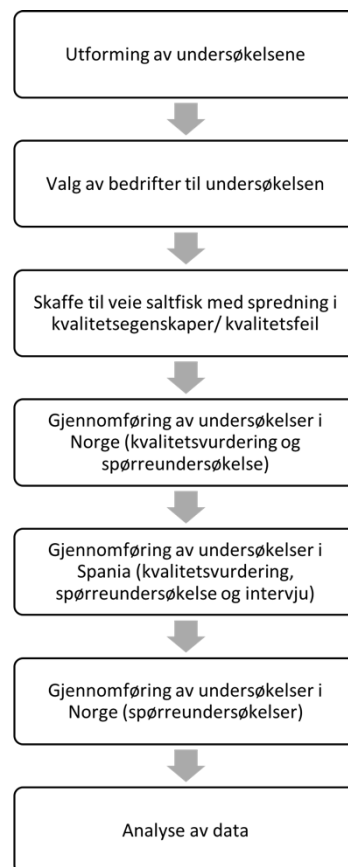 Utforming av undersøkelsene
Valg av bedrifter til undersøkelsen
Skaffe til veie saltfisk med spredning i
kvalitetsegenskaper/ kvalitetsfeil
Gjennomføring av undersøkelser i
Norge (kvalitetsvurdering og
spørreundersøkelse)
Gjennomføring av undersøkelser i
Spania (kvalitetsvurdering,
spørreundersøkelse og intervju)
Gjennomføring av undersøkelser i
Norge (spørreundersøkelser)
Analyse av data